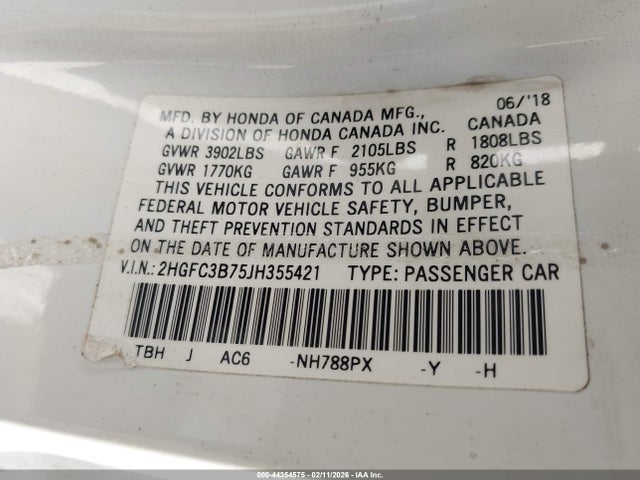 MFD. BY HONDA OF CANADA MFG., 06/'18
A DIVISION OF HONDA CANADA INC. CANADA
GVWR 3902LBS GAWR F 2105LBS R 1808LBS
GVWR 1770KG GAWR F 955KG R 820KG
THIS VEHICLE CONFORMS TO ALL APPLICABLE
FEDERAL MOTOR VEHICLE SAFETY, BUMPER,
AND THEFT PREVENTION STANDARDS IN EFFECT
ON THE DATE OF MANUFACTURE SHOWN ABOVE.
V.I.N.: 2HGFC3B75JH355421 TYPE: PASSENGER CAR
TBH J AC6 -NH788PX -Y -H
000-44354575 - 02/11/2026 - IAA Inc.